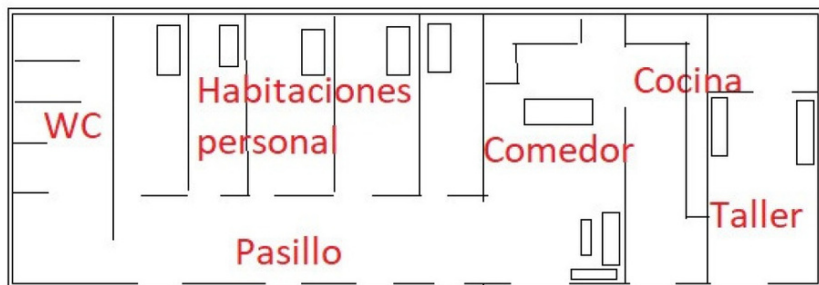 WC
Habitaciones
personal
Pasillo
Comedor
Cocina
Taller